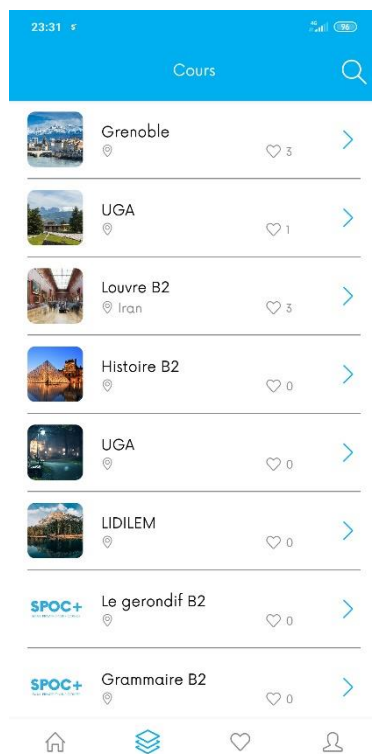 23:31
4G
96
Cours
Grenoble
3
UGA
1
Louvre B2
Iran
3
Histoire B2
0
UGA
0
LIDILEM
0
SPOC+
Le gerondif B2
0
SPOC+
Grammaire B2
0